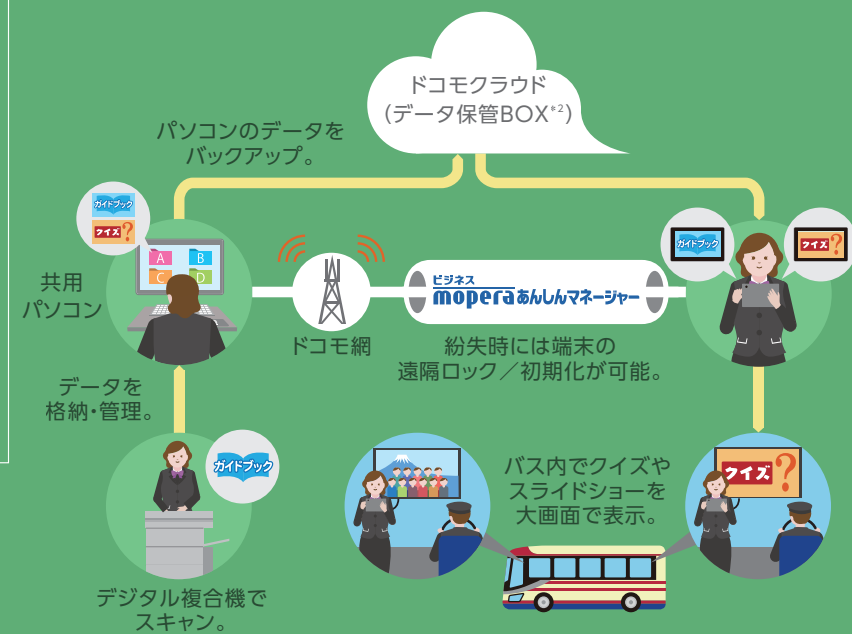 ドコモクラウド
(データ保管BOX*2)
パソコンのデータを
バックアップ。
ガイドブック
クイズ?
A
B
C
D
共用
パソコン
ドコモ網
ビジネス
moperaあんしんマネージャー
紛失時には端末の
遠隔ロック/初期化が可能。
ガイドブック
クイズ?
データを
格納・管理。
ガイドブック
デジタル複合機で
スキャン。
バス内でクイズや
スライドショーを
大画面で表示。
クイズ?